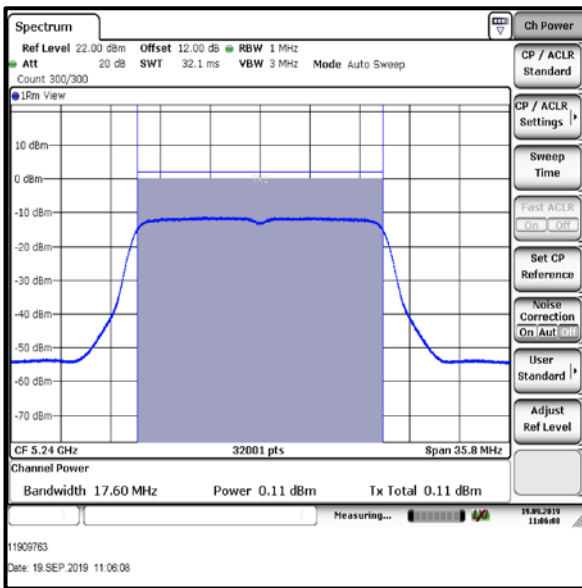 Spectrum
Ref Level 22.00 dBm Offset 12.00 dB RBW 1 MHz
Att 20 dB SWT 32.1 ms VBW 3 MHz Mode Auto Sweep
Count 300/300
1Rm View
10 dBm
0 dBm
-10 dBm
-20 dBm
-30 dBm
-40 dBm
-50 dBm
-60 dBm
-70 dBm
CF 5.24 GHz 32001 pts Span 35.8 MHz
Channel Power
Bandwidth 17.60 MHz Power 0.11 dBm Tx Total 0.11 dBm
Measuring...
19.09.2019
11:06:08
Ch Power
CP / ACLR
Standard
CP / ACLR
Settings
Sweep
Time
Fast ACLR
On Off
Set CP
Reference
Noise
Correction
On Aut Off
User
Standard
Adjust
Ref Level
11909763
Date: 19.SEP.2019 11:06:08